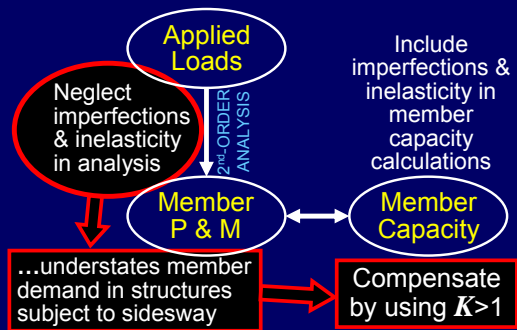 Applied
Loads
Neglect
imperfections
& inelasticity
in analysis
2nd-ORDER
ANALYSIS
Include
imperfections &
inelasticity in
member
capacity
calculations
Member
P & M
Member
Capacity
...understates member
demand in structures
subject to sidesway
Compensate
by using K>1